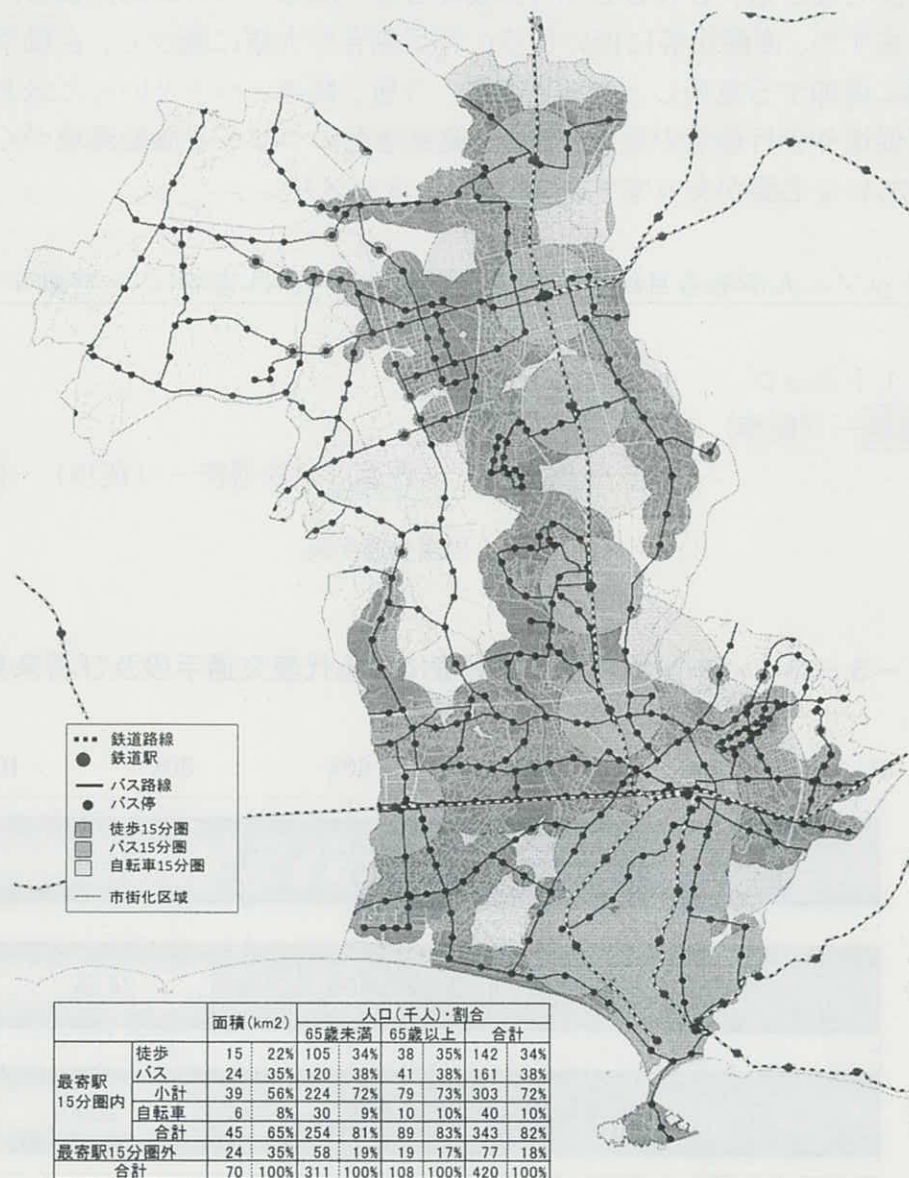 鉄道路線
鉄道駅
バス路線
バス停
徒歩15分圏
バス15分圏
自転車15分圏
市街化区域
面積(km2) 人口(千人)・割合
65歳未満 65歳以上 合計
最寄駅15分圏内
徒歩 15 22% 105 34% 38 35% 142 34%
バス 24 35% 120 38% 41 38% 161 38%
小計 39 56% 224 72% 79 73% 303 72%
自転車 6 8% 30 9% 10 10% 40 10%
合計 45 65% 254 81% 89 83% 343 82%
最寄駅15分圏外 24 35% 58 19% 19 17% 77 18%
合計 70 100% 311 100% 108 100% 420 100%